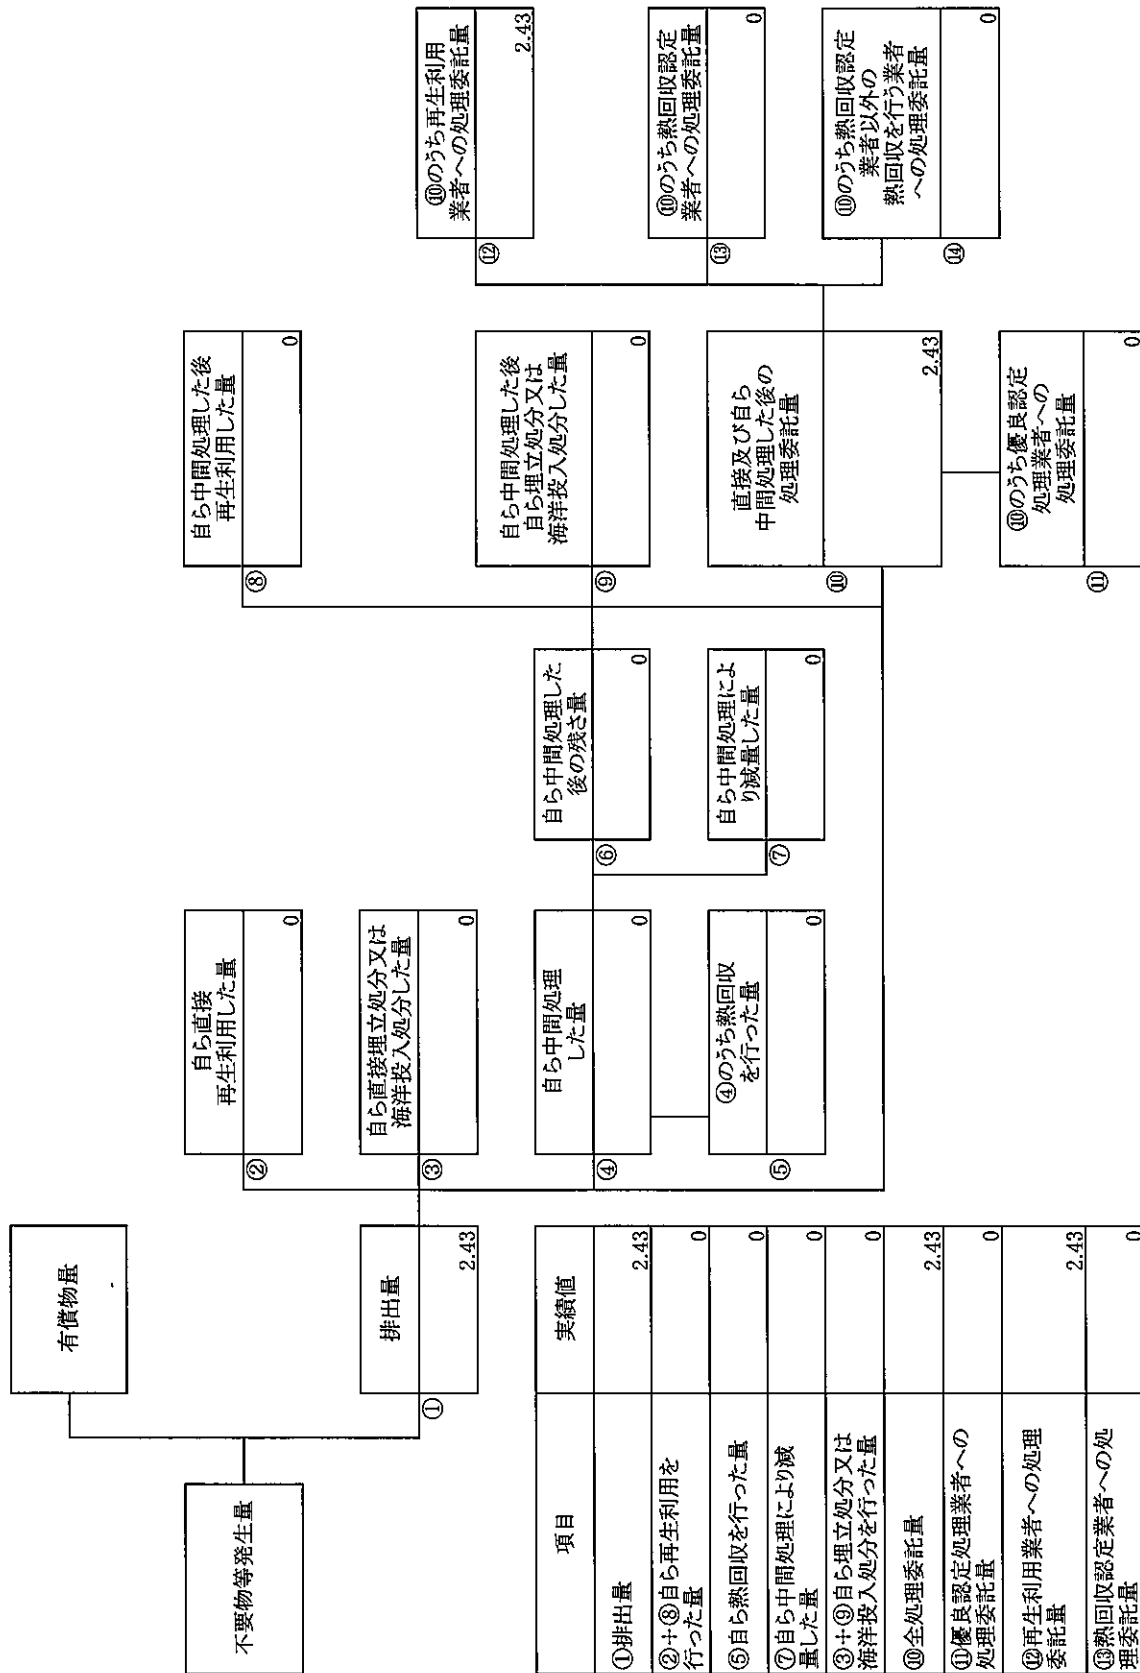 不要物等発生量
有償物量
①
排出量
2.43
②
自ら直接
再生利用した量
0
③
自ら直接埋立処分又は
海洋投入処分した量
0
④
自ら中間処理
した量
0
⑤
④のうち熱回収
を行った量
0
⑥
自ら中間処理した
後の残さ量
0
⑦
自ら中間処理によ
り減量した量
0
⑧
自ら中間処理した後
再生利用した量
0
⑨
自ら中間処理した後
自ら埋立処分又は
海洋投入処分した量
0
⑩
直接及び自ら
中間処理した後の
処理委託量
2.43
⑪
⑩のうち優良認定
処理業者への
処理委託量
0
⑫
⑩のうち再生利用
業者への処理委託量
2.43
⑬
⑩のうち熱回収認定
業者への処理委託量
0
⑭
⑩のうち熱回収認定
業者以外の
熱回収を行う業者
への処理委託量
0
項目
実績値
①排出量
2.43
②+⑧自ら再生利用を
行った量
0
⑤自ら熱回収を行った量
0
⑦自ら中間処理により減
量した量
0
③+⑨自ら埋立処分又は
海洋投入処分を行った量
0
⑩全処理委託量
2.43
⑪優良認定処理業者への
処理委託量
0
⑫再生利用業者への処理
委託量
2.43
⑬熱回収認定業者への処
理委託量
0